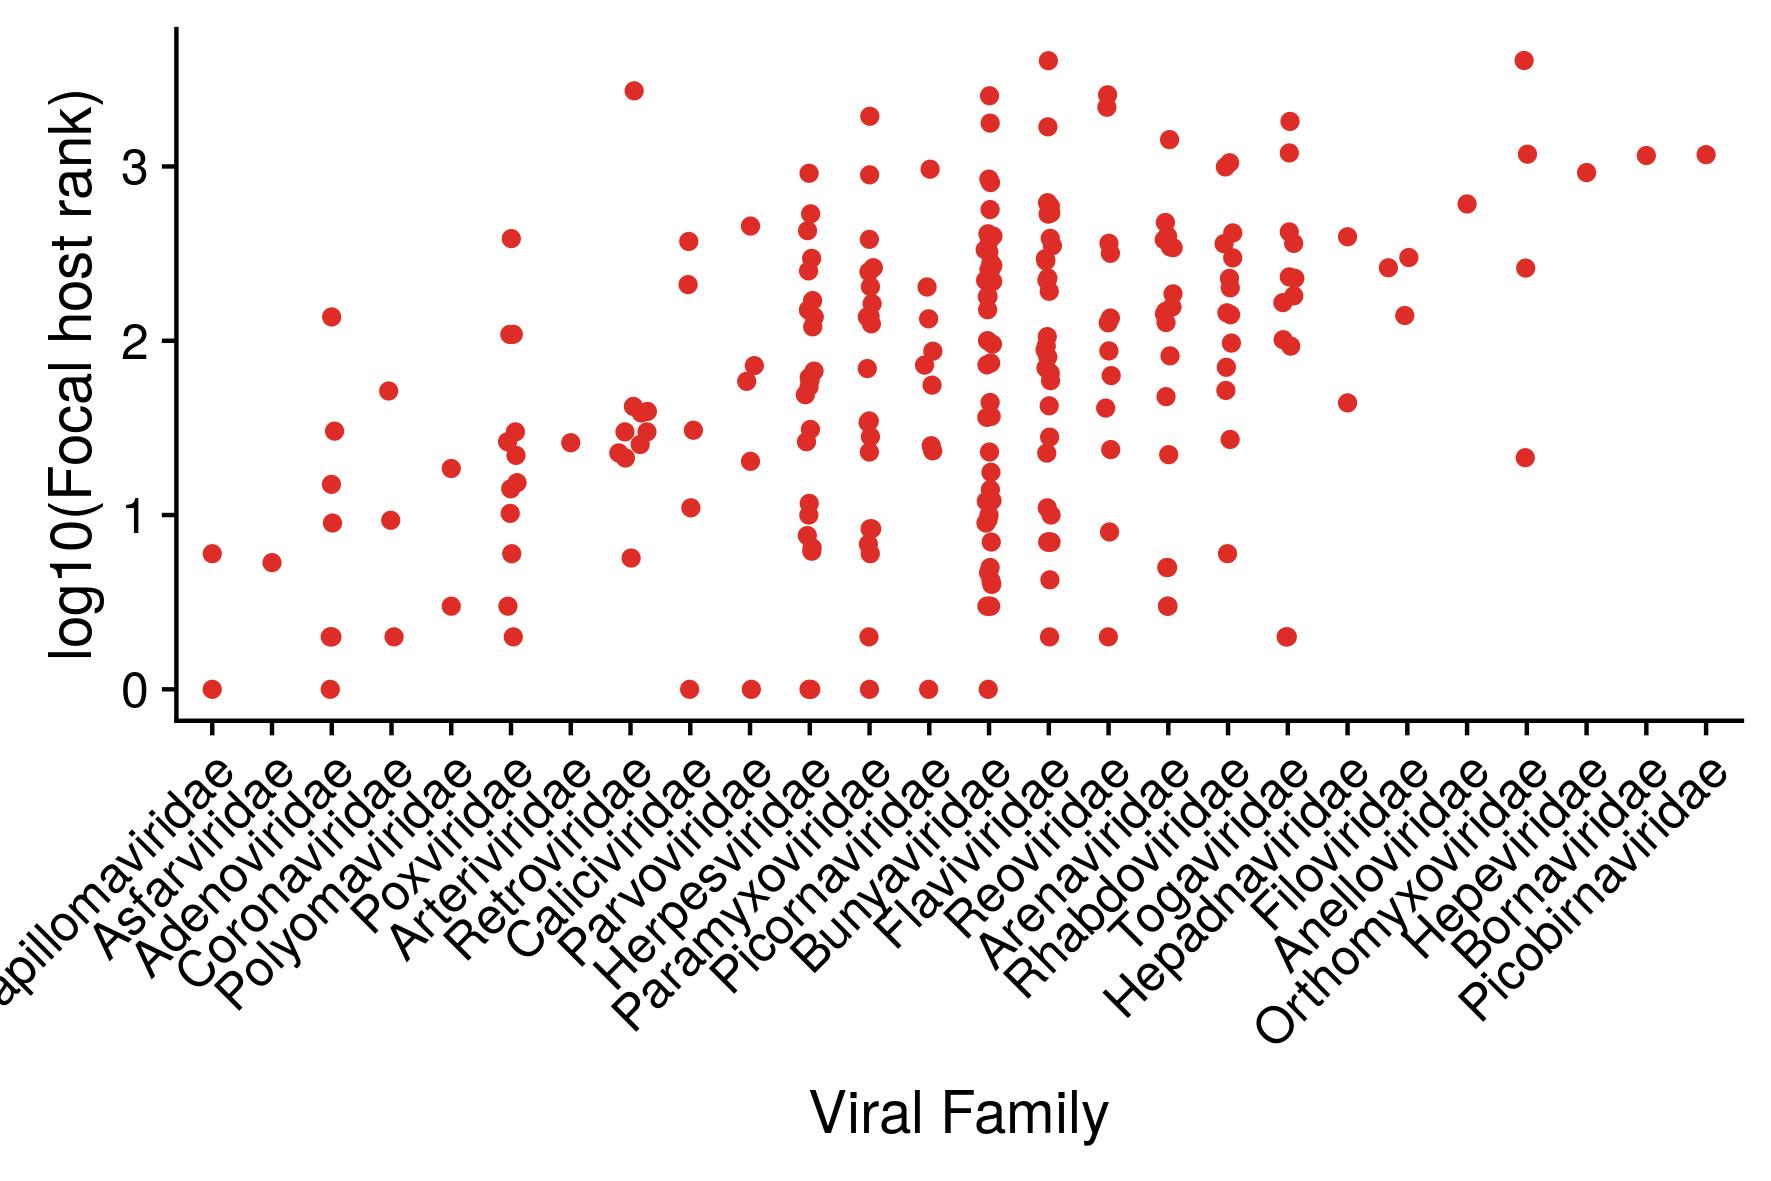 log10(Focal host rank)
3
2
1
0
apillomaviridae
Asfarviridae
Adenoviridae
Coronaviridae
Polyomaviridae
Poxviridae
Arteriviridae
Retroviridae
Caliciviridae
Parvoviridae
Herpesviridae
Paramyxoviridae
Picornaviridae
Bunyaviridae
Flaviviridae
Reoviridae
Arenaviridae
Rhabdoviridae
Togaviridae
Hepadnaviridae
Filoviridae
Anelloviridae
Orthomyxoviridae
Hepeviridae
Bornaviridae
Picobirnaviridae
Viral Family